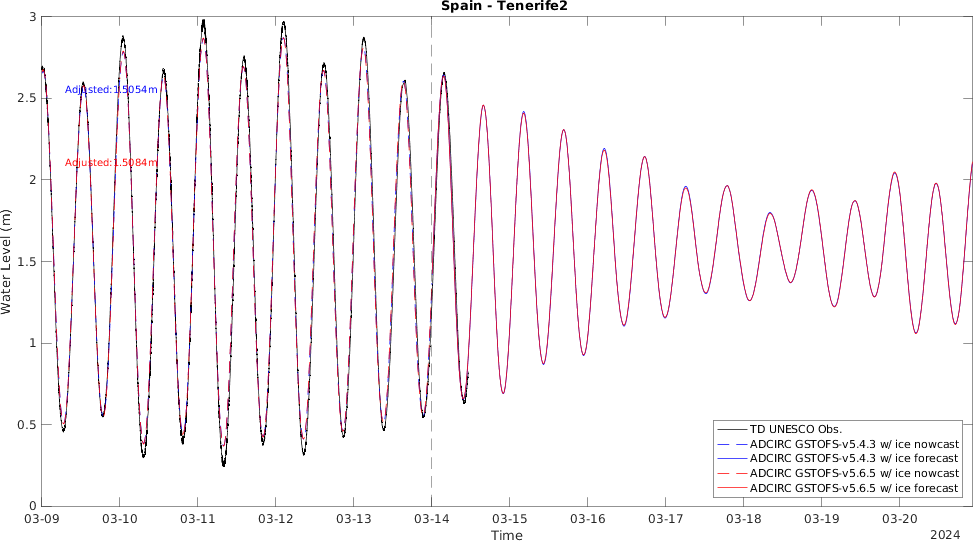 Spain - Tenerife2
3
2.5
2
1.5
1
0.5
0
Water Level (m)
Adjusted:1.5054m
Adjusted:1.5084m
TD UNESCO Obs.
ADCIRC GSTOFS-v5.4.3 w/ ice nowcast
ADCIRC GSTOFS-v5.4.3 w/ ice forecast
ADCIRC GSTOFS-v5.6.5 w/ ice nowcast
ADCIRC GSTOFS-v5.6.5 w/ ice forecast
03-09 03-10 03-11 03-12 03-13 03-14 03-15 03-16 03-17 03-18 03-19 03-20
Time
2024